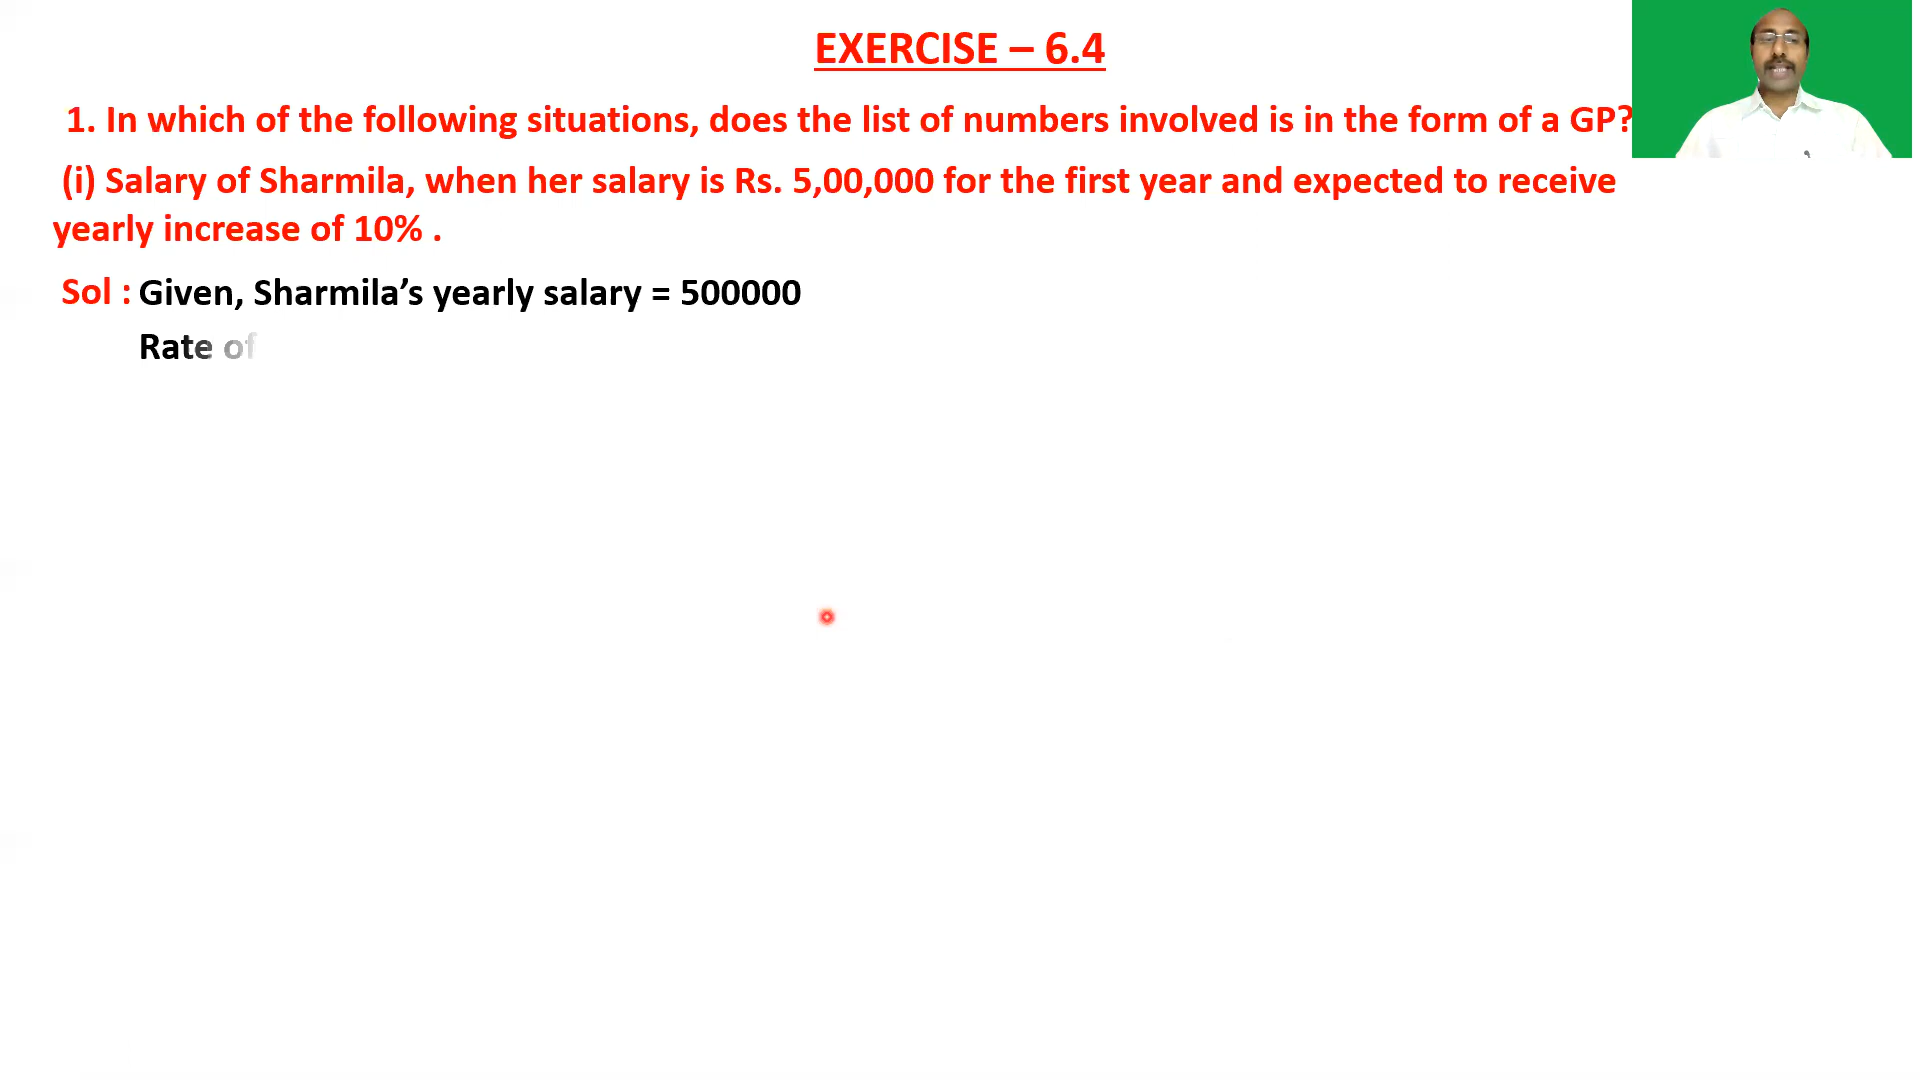 EXERCISE – 6.4
1. In which of the following situations, does the list of numbers involved is in the form of a GP?
(i) Salary of Sharmila, when her salary is Rs. 5,00,000 for the first year and expected to receive
yearly increase of 10% .
Sol : Given, Sharmila’s yearly salary = 500000
Rate of